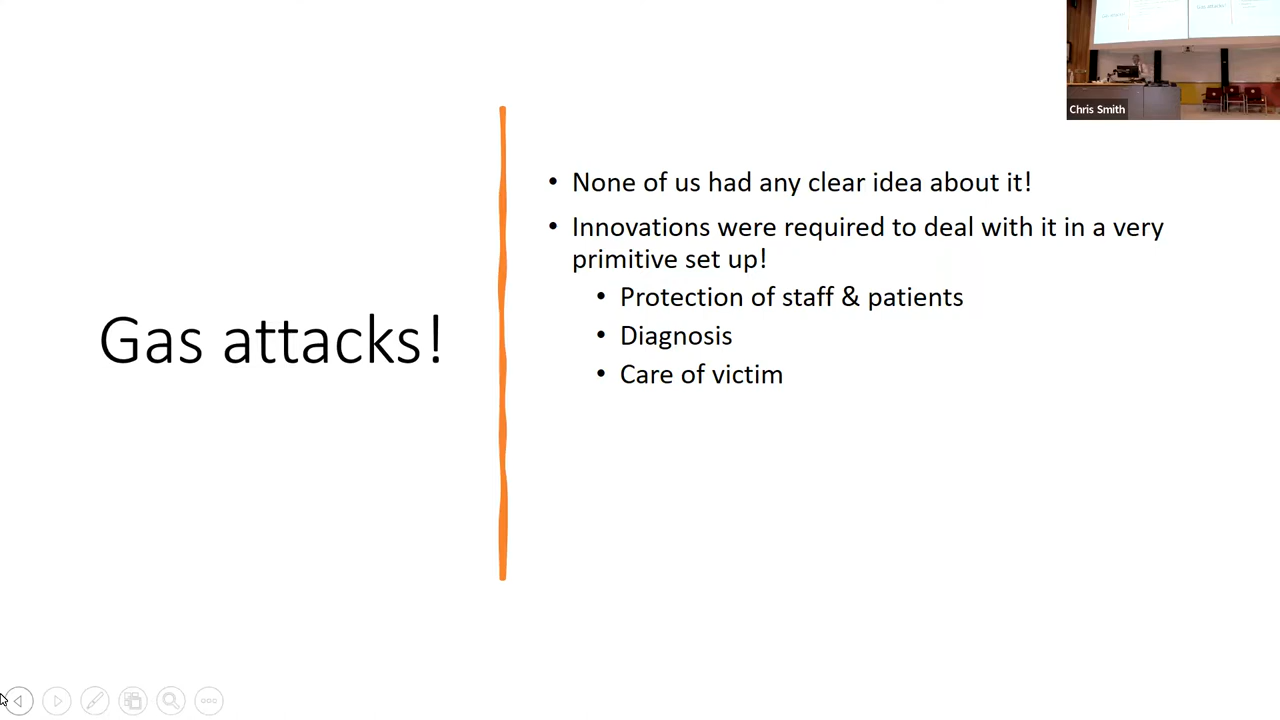 Chris Smith
Gas attacks!
• None of us had any clear idea about it!
• Innovations were required to deal with it in a very
primitive set up!
• Protection of staff & patients
• Diagnosis
• Care of victim